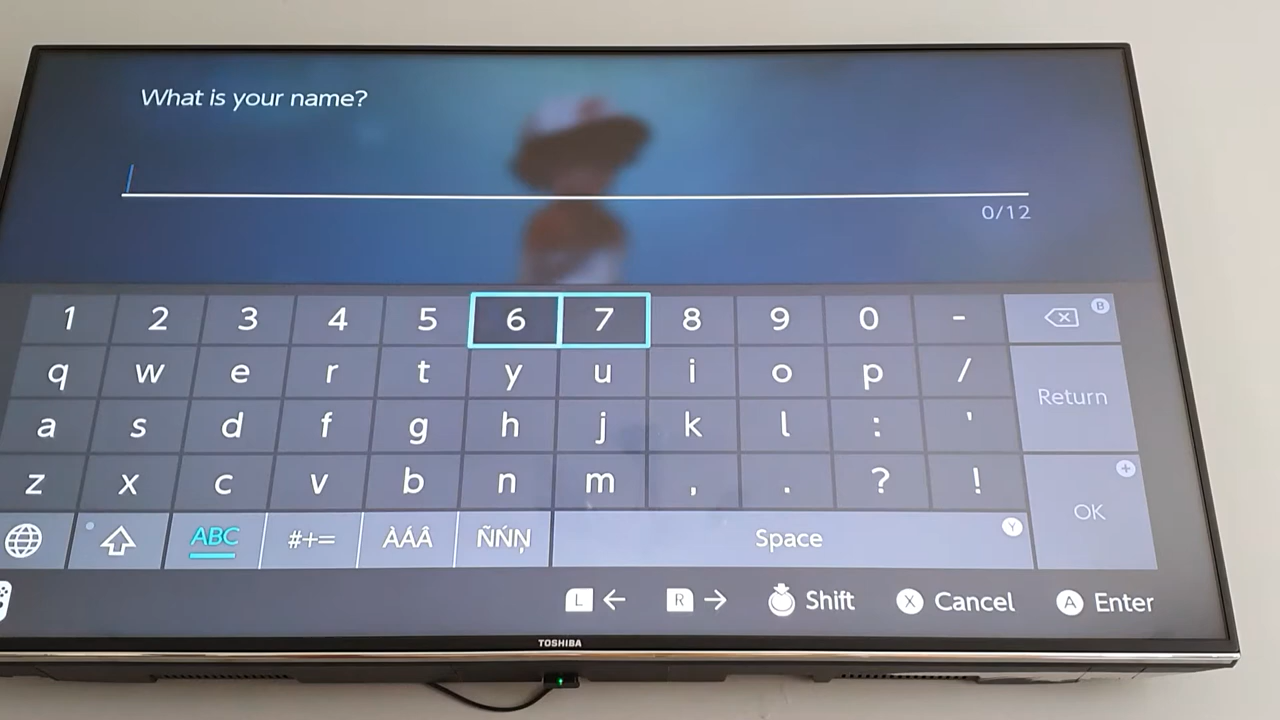 What is your name?
0/12
1 2 3 4 5 6 7 8 9 0 - B
q w e r t y u i o p / Return
a s d f g h j k l : '
z x c v b n m , . ? ! +
ABC #+= ÀÁÂ ÑŃŅ Space Y OK
L ← R → Shift X Cancel A Enter
TOSHIBA